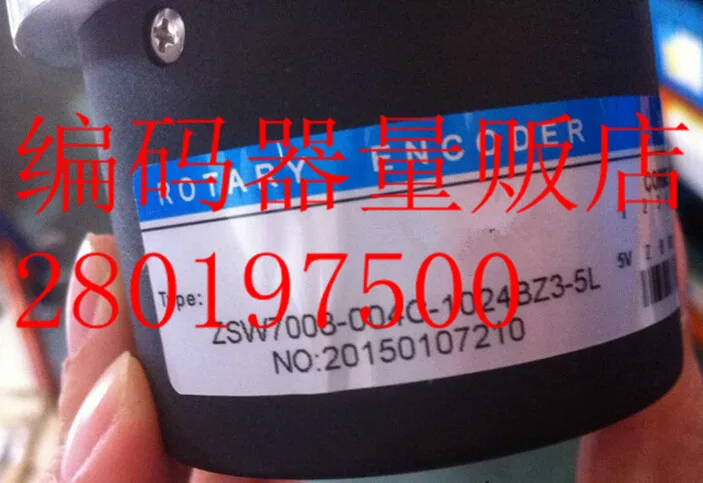 编码器量贩店
ROTARY ENCODER
280197500
Type:
ZSW7008-004C-1024BZ3-5L
NO:20150107210
5V